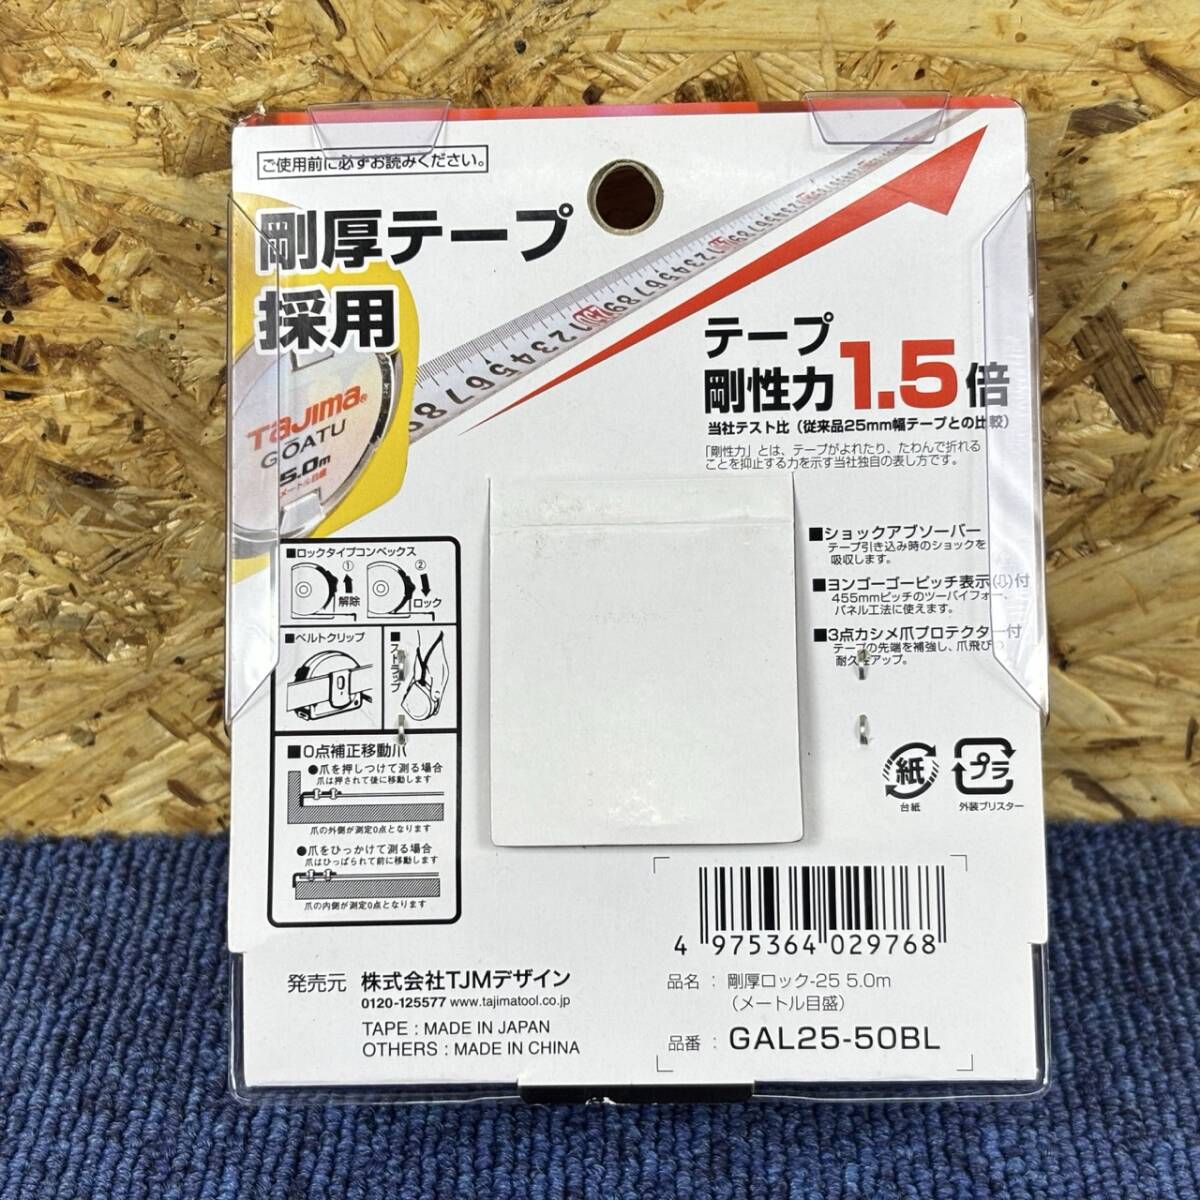 ご使用前に必ずお読みください。
剛厚テープ
採用
TaJIma®
GOATU
5.0m
メートル目盛
テープ
剛性力1.5倍
当社テスト比（従来品25mm幅テープとの比較）
「剛性力」とは、テープがよれたり、たわんで折れる
ことを抑止する力を示す当社独自の表し方です。
■ショックアブソーバー
テープ引き込み時のショックを
吸収します。
■ヨンゴーゴーピッチ表示(⇩)付
455mmピッチのツーバイフォー、
パネル工法に使えます。
■3点カシメ爪プロテクター付
テープの先端を補強し、爪飛び
耐久 アップ。
■ロックタイプコンベックス
① 解除
② ロック
■ベルトクリップ
■ストラップ
■0点補正移動爪
●爪を押しつけて測る場合
爪は押されて後に移動します
爪の外側が測定0点となります
●爪をひっかけて測る場合
爪はひっぱられて前に移動します
爪の内側が測定0点となります
紙
台紙
プラ
外装ブリスター
4 975364 029768
発売元 株式会社TJMデザイン
0120-125577 www.tajimatool.co.jp
TAPE : MADE IN JAPAN
OTHERS : MADE IN CHINA
品名 : 剛厚ロック-25 5.0m
（メートル目盛）
品番 : GAL25-50BL